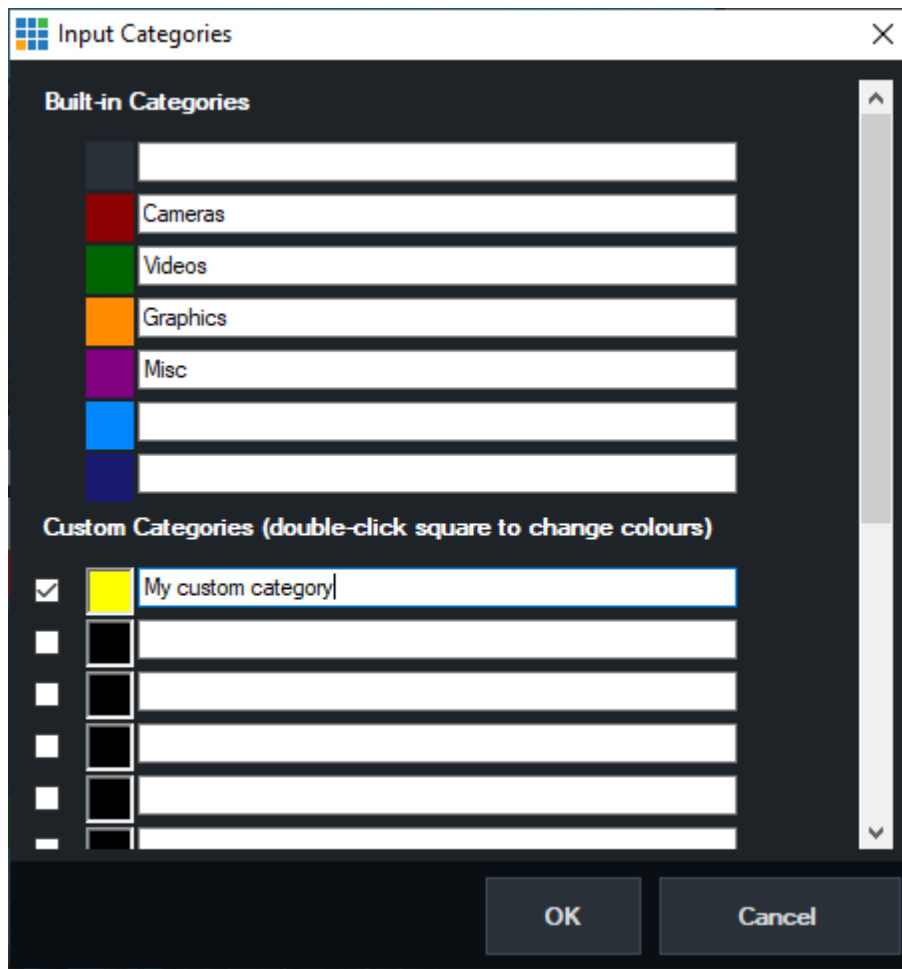 Input Categories
Built-in Categories
Cameras
Videos
Graphics
Misc
Custom Categories (double-click square to change colours)
My custom category
OK
Cancel